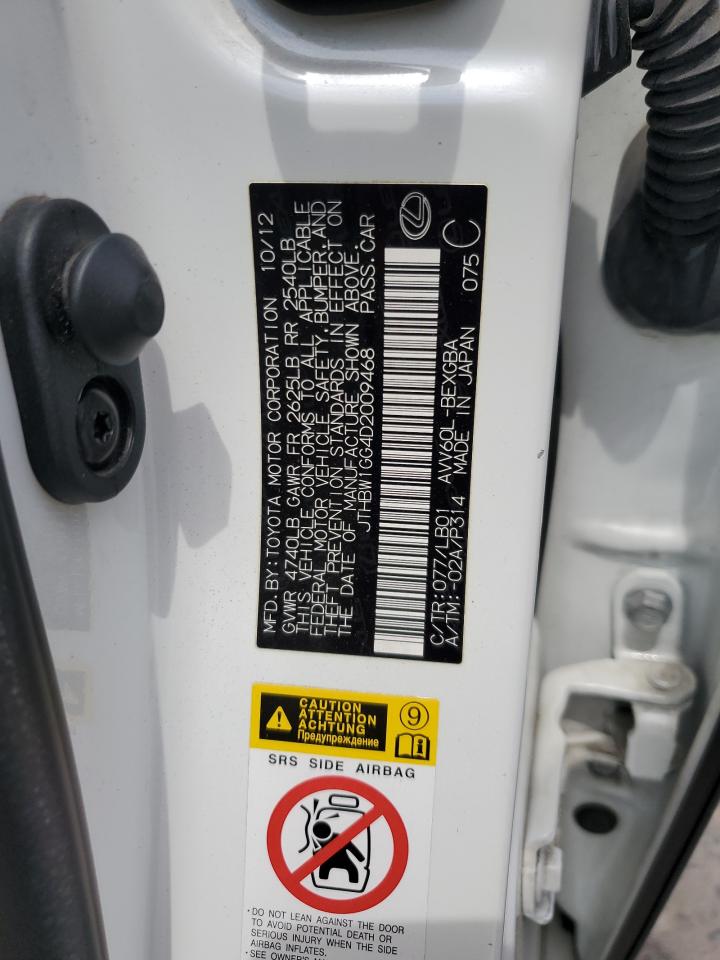 MFD. BY: TOYOTA MOTOR CORPORATION 10/12
GVWR 4740LB GAWR FR 2625LB RR 2540LB
THIS VEHICLE CONFORMS TO ALL APPLICABLE
FEDERAL MOTOR VEHICLE SAFETY, BUMPER, AND
THEFT PREVENTION STANDARDS IN EFFECT ON
THE DATE OF MANUFACTURE SHOWN ABOVE.
JTHBW1GG4D2009468 PASS. CAR
C/TR: 077/LB01 AVV60L-BEXGBA 075 C
A/TM: -02A/P314 MADE IN JAPAN
CAUTION
ATTENTION
ACHTUNG
Предупреждение
9
SRS SIDE AIRBAG
・DO NOT LEAN AGAINST THE DOOR
TO AVOID POTENTIAL DEATH OR
SERIOUS INJURY WHEN THE SIDE
AIRBAG INFLATES.
・SEE OWNER'S